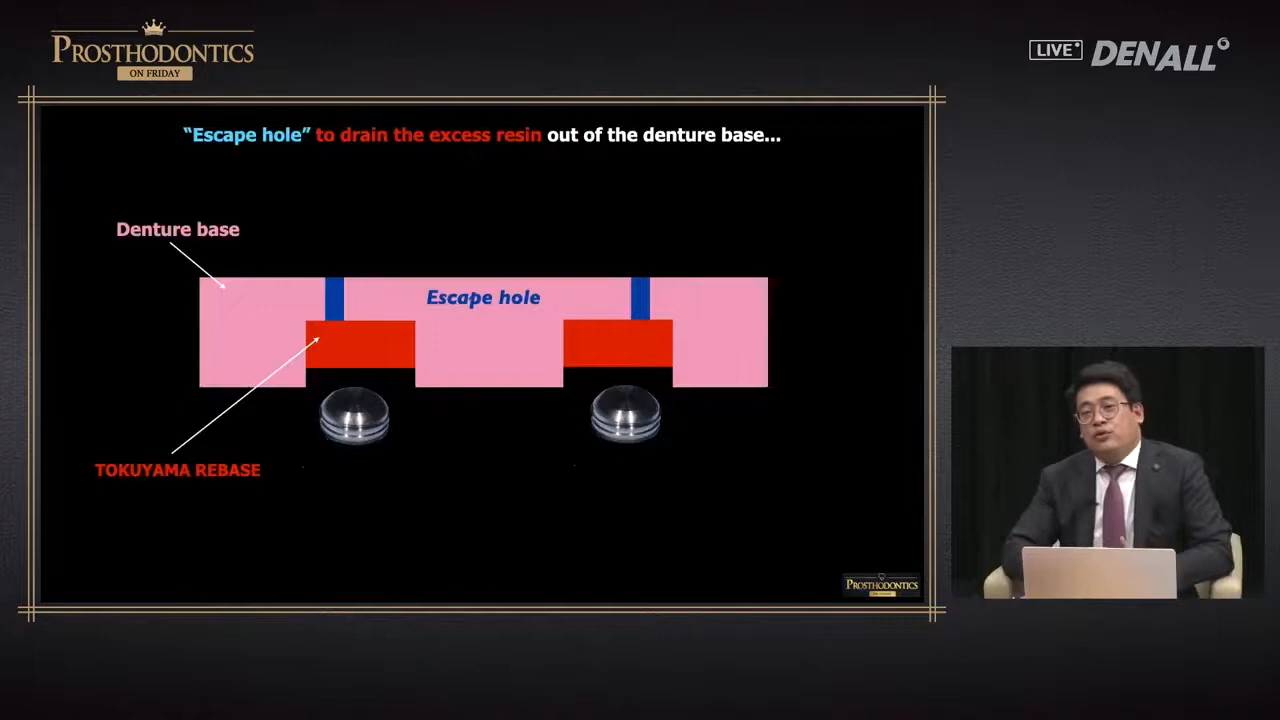 PROSTHODONTICS
ON FRIDAY
LIVE
DENALL
“Escape hole” to drain the excess resin out of the denture base...
Denture base
Escape hole
TOKUYAMA REBASE
PROSTHODONTICS